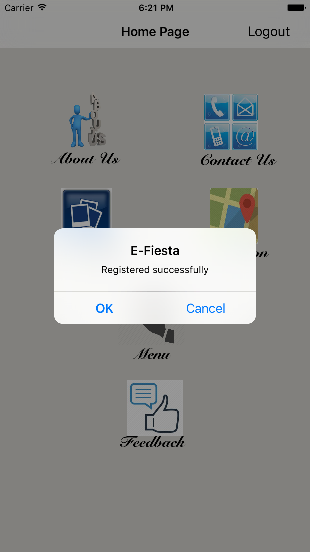 Carrier 6:21 PM
Home Page Logout
About Us
Contact Us
E-Fiesta
Registered successfully
OK Cancel
Menu
Feedback